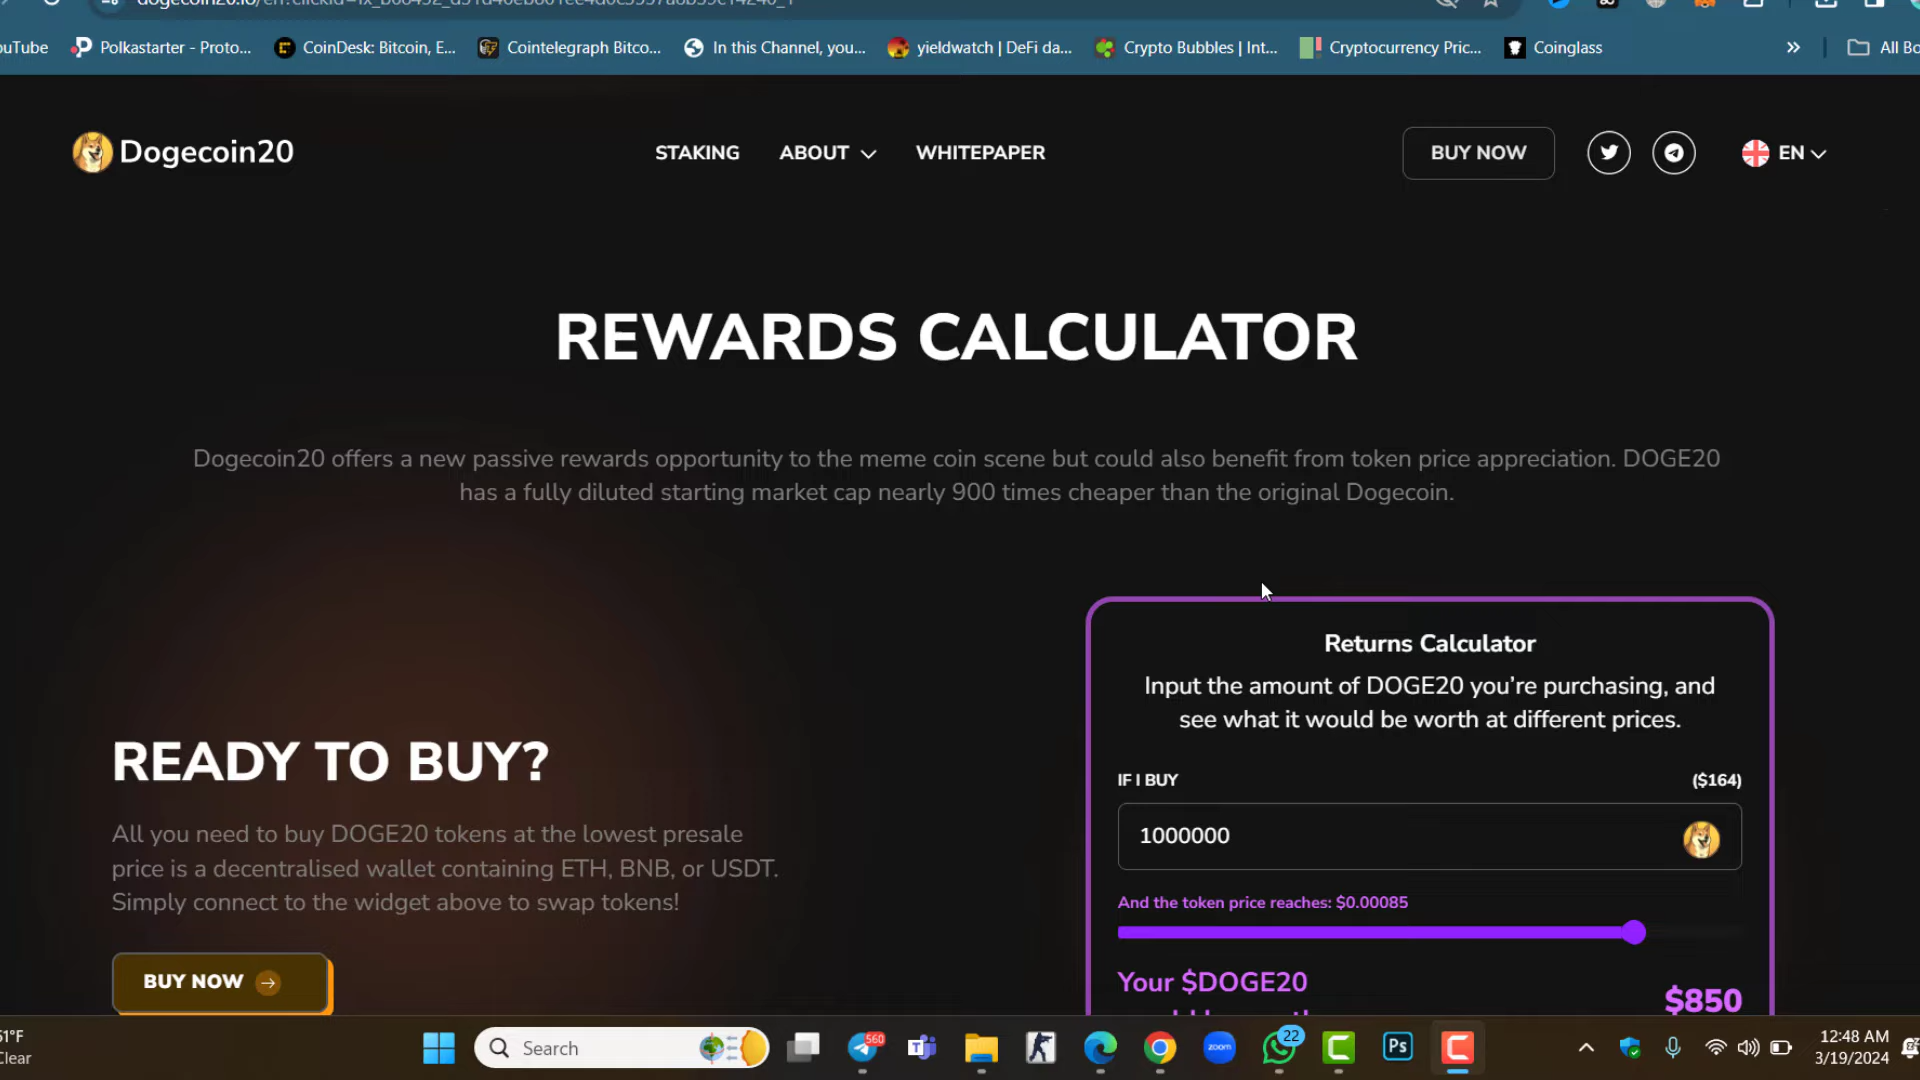 ouTube
Polkastarter - Proto...
CoinDesk: Bitcoin, E...
Cointelegraph Bitco...
In this Channel, you...
yieldwatch | DeFi da...
Crypto Bubbles | Int...
Cryptocurrency Pric...
Coinglass
All Bo
Dogecoin20
STAKING
ABOUT
WHITEPAPER
BUY NOW
EN
REWARDS CALCULATOR
Dogecoin20 offers a new passive rewards opportunity to the meme coin scene but could also benefit from token price appreciation. DOGE20
has a fully diluted starting market cap nearly 900 times cheaper than the original Dogecoin.
Returns Calculator
Input the amount of DOGE20 you’re purchasing, and
see what it would be worth at different prices.
READY TO BUY?
IF I BUY ($164)
1000000
All you need to buy DOGE20 tokens at the lowest presale
price is a decentralised wallet containing ETH, BNB, or USDT.
Simply connect to the widget above to swap tokens!
And the token price reaches: $0.00085
BUY NOW
Your $DOGE20
$850
51°F
Clear
Search
560
zoom
22
Ps
12:48 AM
3/19/2024